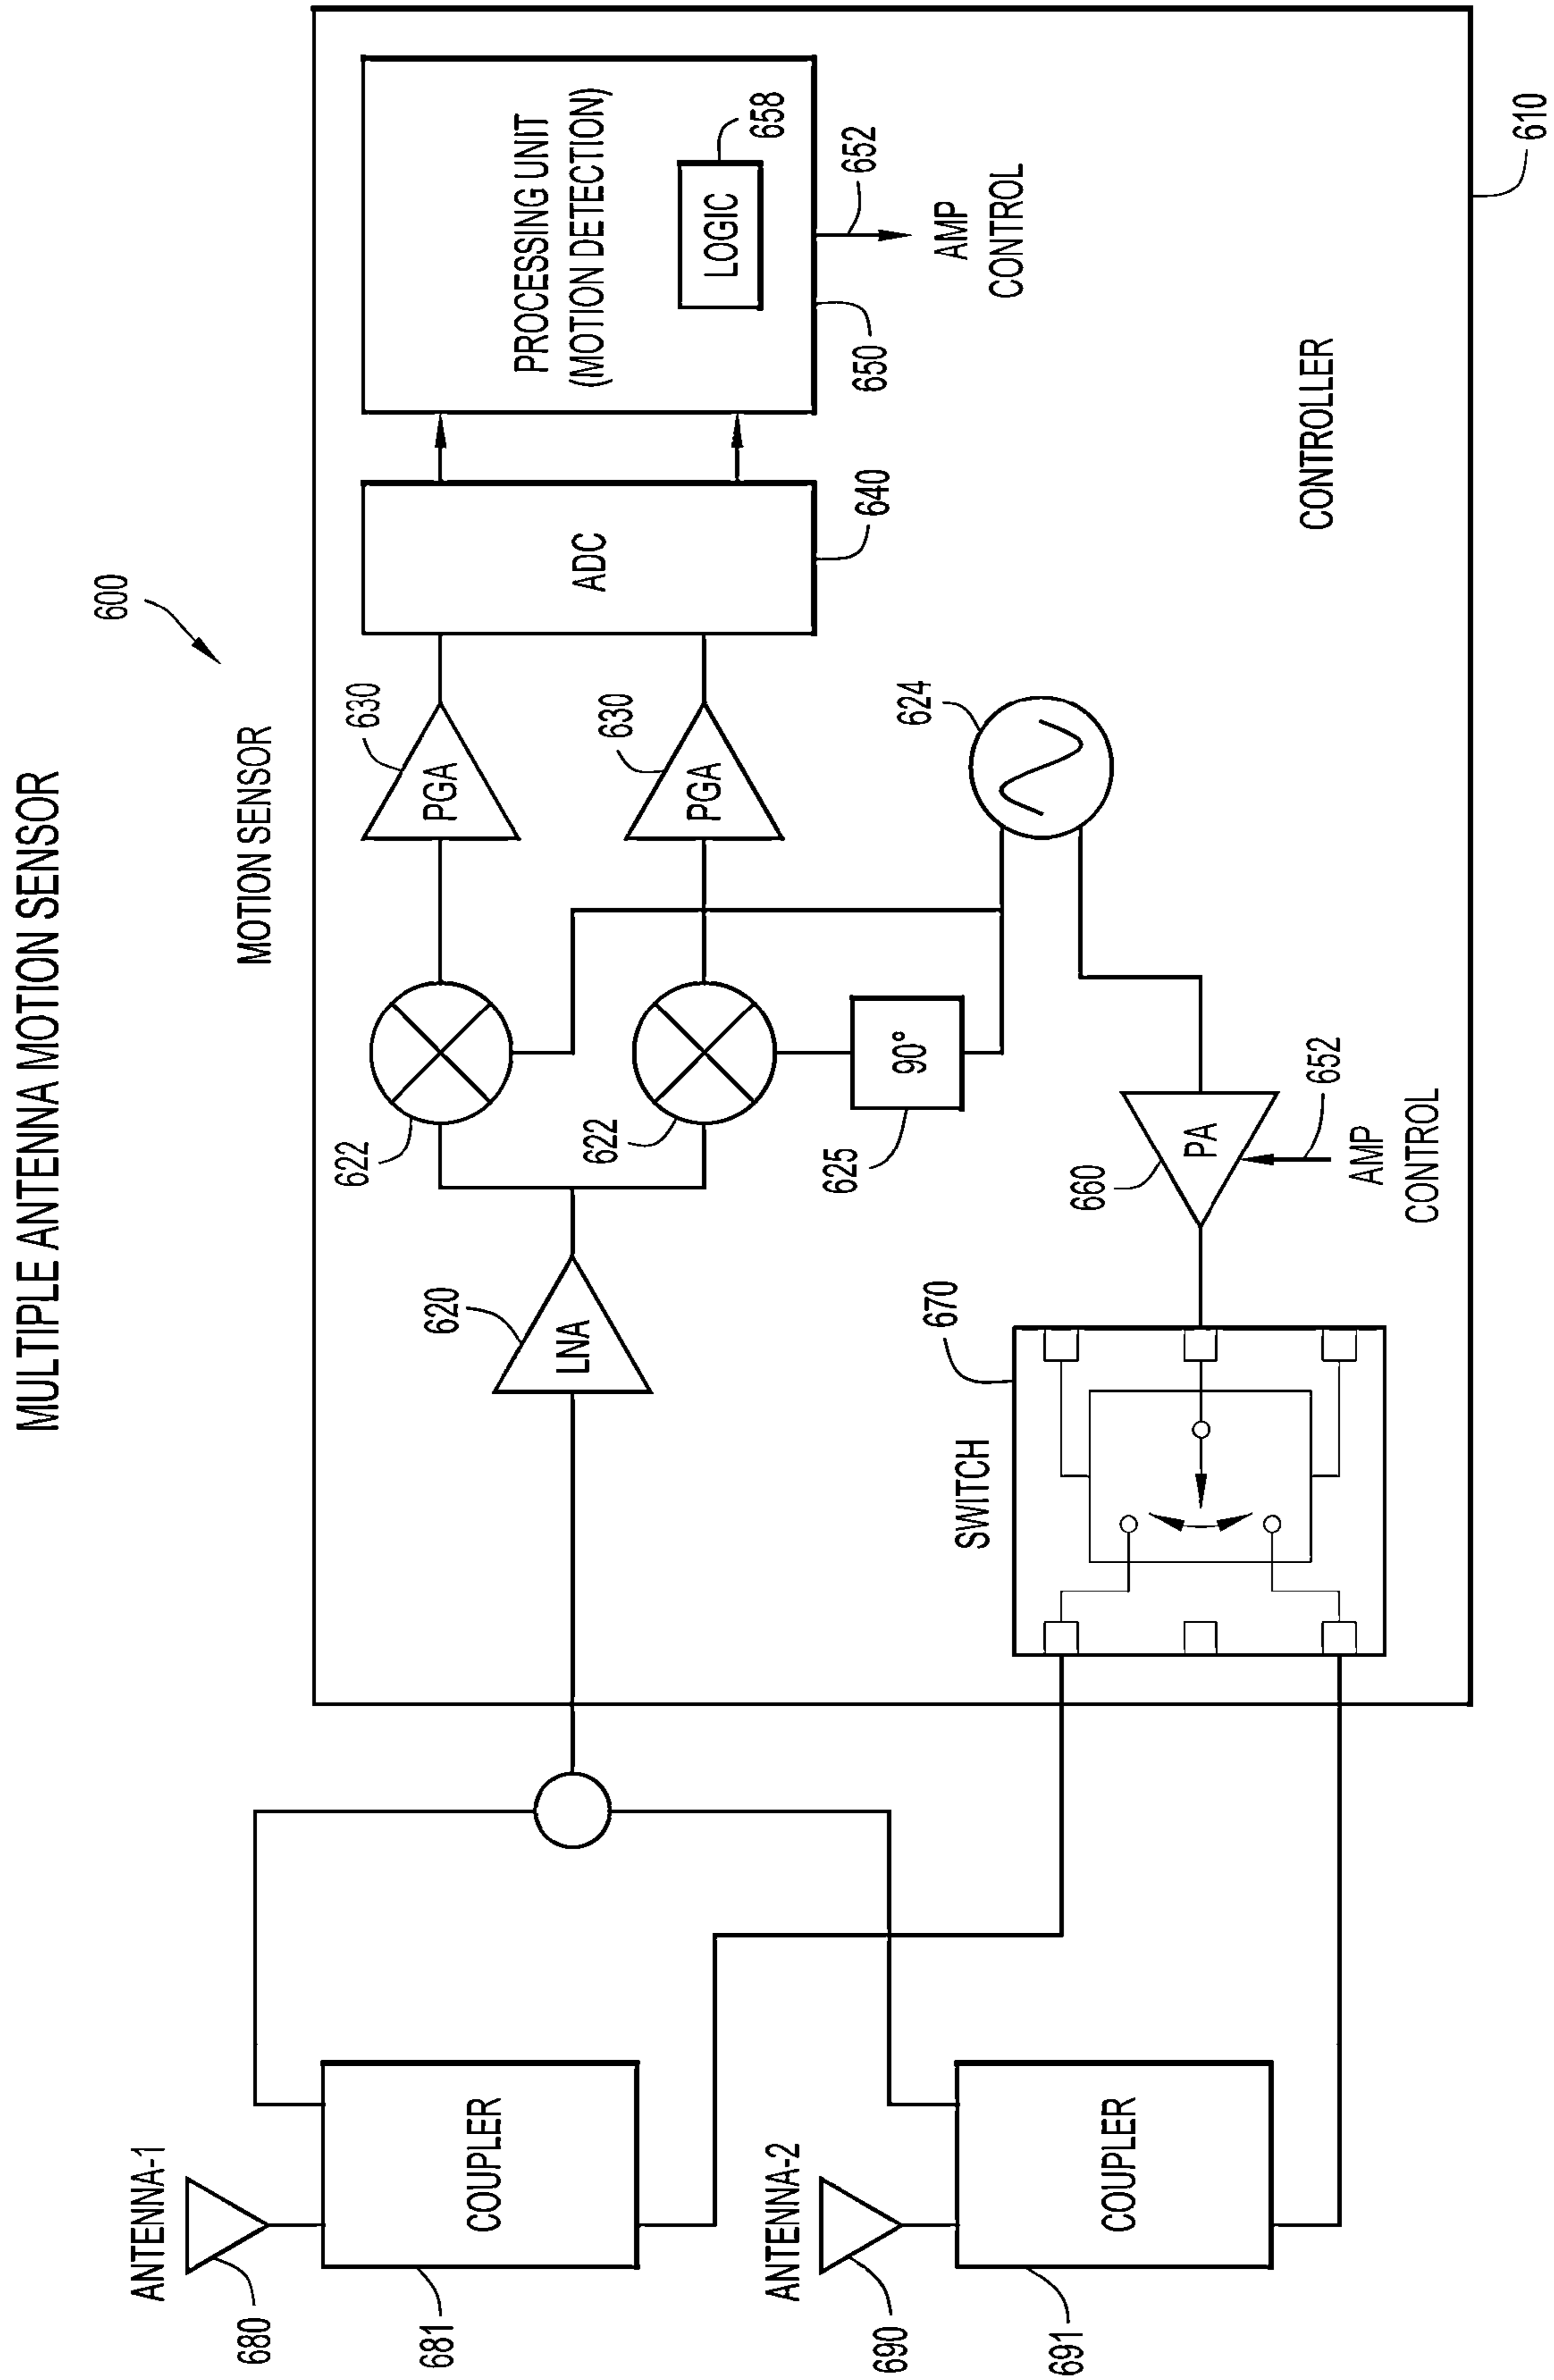 MULTIPLE ANTENNA MOTION SENSOR
600
MOTION SENSOR
ANTENNA-1
680
COUPLER
681
ANTENNA-2
690
COUPLER
691
620
LNA
622
622
625
90°
630
PGA
630
PGA
624
ADC
640
PROCESSING UNIT
(MOTION DETECTION)
LOGIC
658
650
652
AMP
CONTROL
SWITCH
670
660
PA
652
AMP
CONTROL
CONTROLLER
610